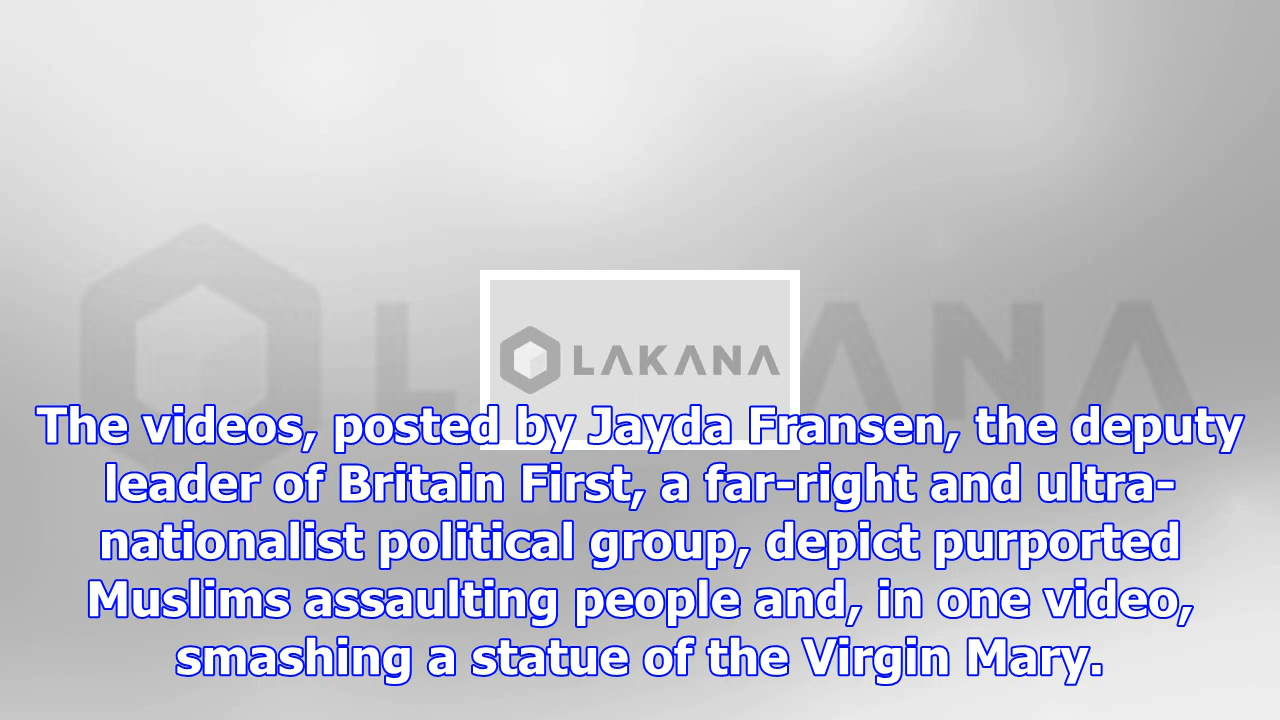 LAKANA
The videos, posted by Jayda Fransen, the deputy
leader of Britain First, a far-right and ultra-
nationalist political group, depict purported
Muslims assaulting people and, in one video,
smashing a statue of the Virgin Mary.